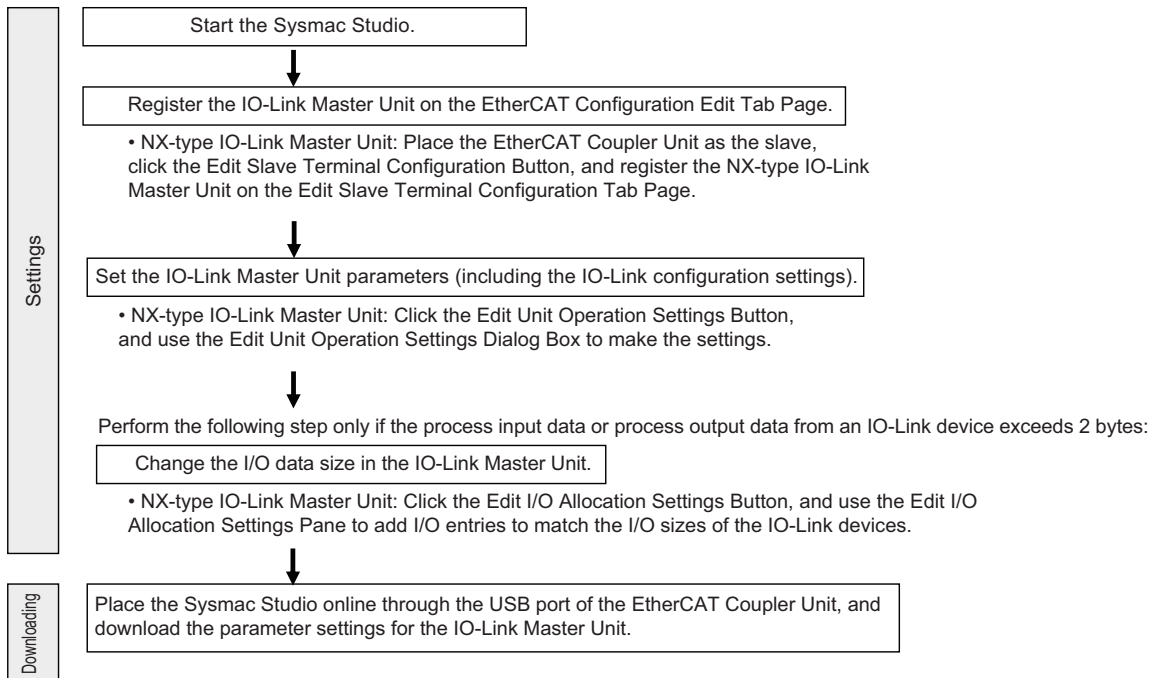 Settings
Start the Sysmac Studio.
Register the IO-Link Master Unit on the EtherCAT Configuration Edit Tab Page.
• NX-type IO-Link Master Unit: Place the EtherCAT Coupler Unit as the slave,
click the Edit Slave Terminal Configuration Button, and register the NX-type IO-Link
Master Unit on the Edit Slave Terminal Configuration Tab Page.
Set the IO-Link Master Unit parameters (including the IO-Link configuration settings).
• NX-type IO-Link Master Unit: Click the Edit Unit Operation Settings Button,
and use the Edit Unit Operation Settings Dialog Box to make the settings.
Perform the following step only if the process input data or process output data from an IO-Link device exceeds 2 bytes:
Change the I/O data size in the IO-Link Master Unit.
• NX-type IO-Link Master Unit: Click the Edit I/O Allocation Settings Button, and use the Edit I/O
Allocation Settings Pane to add I/O entries to match the I/O sizes of the IO-Link devices.
Downloading
Place the Sysmac Studio online through the USB port of the EtherCAT Coupler Unit, and
download the parameter settings for the IO-Link Master Unit.